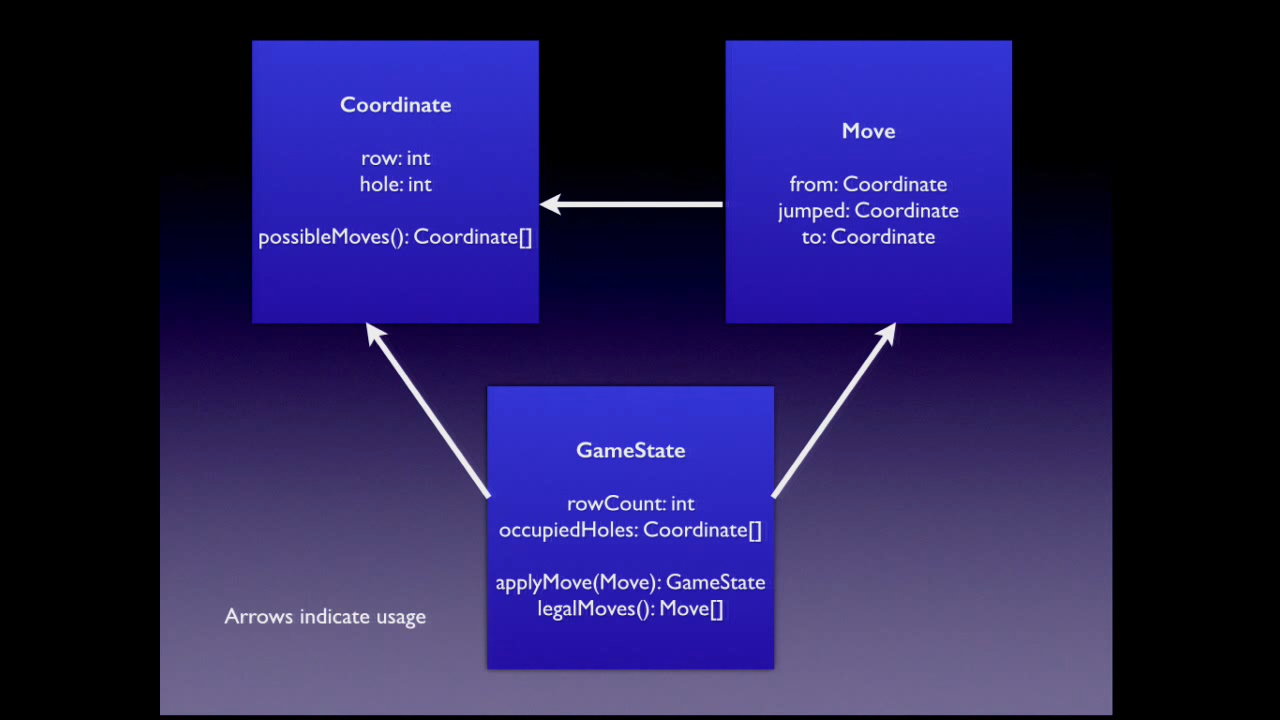 Coordinate
row: int
hole: int
possibleMoves(): Coordinate[]
Move
from: Coordinate
jumped: Coordinate
to: Coordinate
GameState
rowCount: int
occupiedHoles: Coordinate[]
applyMove(Move): GameState
legalMoves(): Move[]
Arrows indicate usage